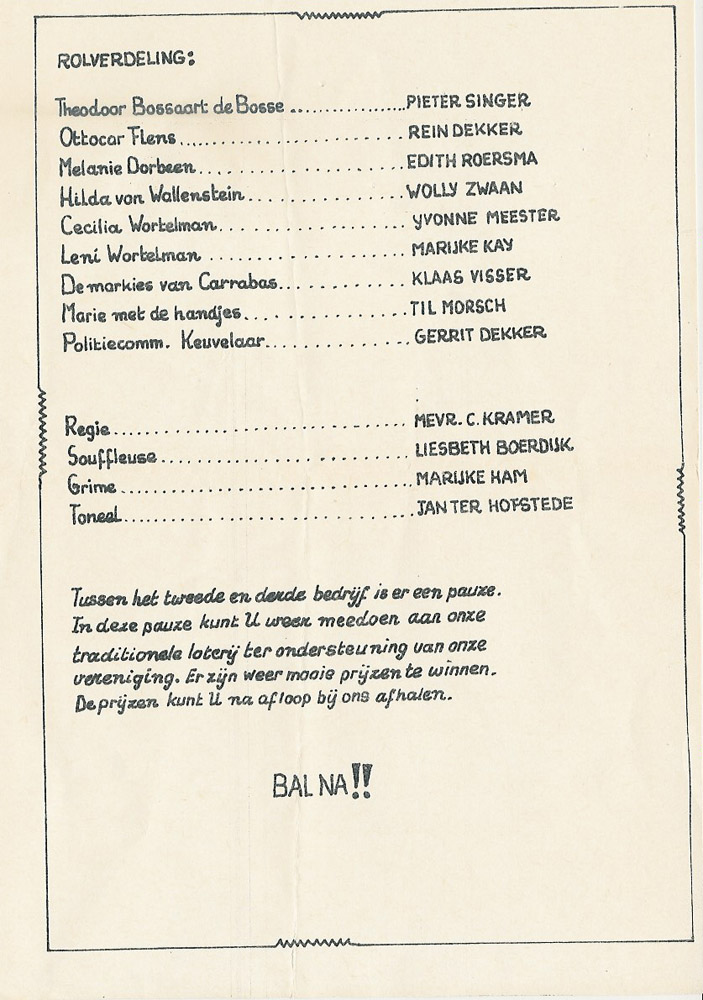 ROLVERDELING:
Theodoor Bossaart de Bosse ................PIETER SINGER
Ottocar Flens............................REIN DEKKER
Melanie Dorbeen..........................EDITH ROERSMA
Hilda von Wallenstein....................WOLLY ZWAAN
Cecilia Wortelman........................YVONNE MEESTER
Leni Wortelman .........................MARIJKE KAY
De markies van Carrabas..................KLAAS VISSER
Marie met de handjes.....................TIL MORSCH
Politiecomm. Keuvelaar...................GERRIT DEKKER
Regie....................................MEVR. C. KRAMER
Souffleuse...............................LIESBETH BOERDIJK
Grime....................................MARIJKE HAM
Toneel...................................JAN TER HOFSTEDE
Tussen het tweede en derde bedrijf is er een pauze.
In deze pauze kunt U weer meedoen aan onze
traditionele loterij ter ondersteuning van onze
vereniging. Er zijn weer mooie prijzen te winnen.
De prijzen kunt U na afloop bij ons afhalen.
BAL NA!!